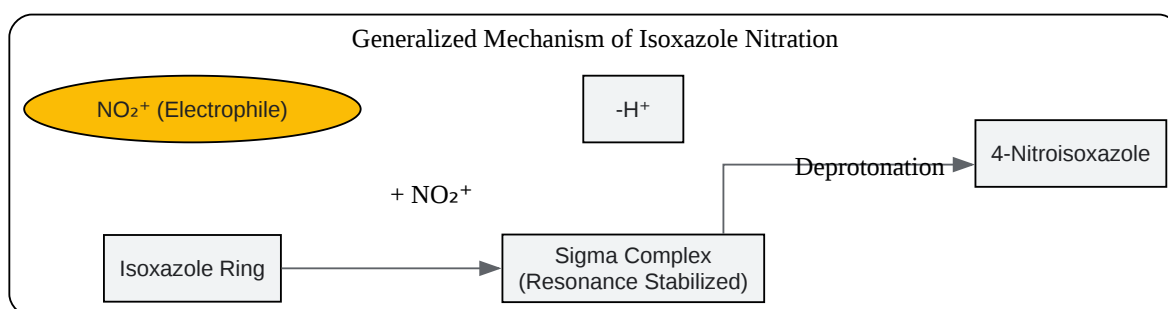 Generalized Mechanism of Isoxazole Nitration
NO₂⁺ (Electrophile)
-H⁺
4-Nitroisoxazole
Deprotonation
+ NO₂⁺
Isoxazole Ring
Sigma Complex
(Resonance Stabilized)